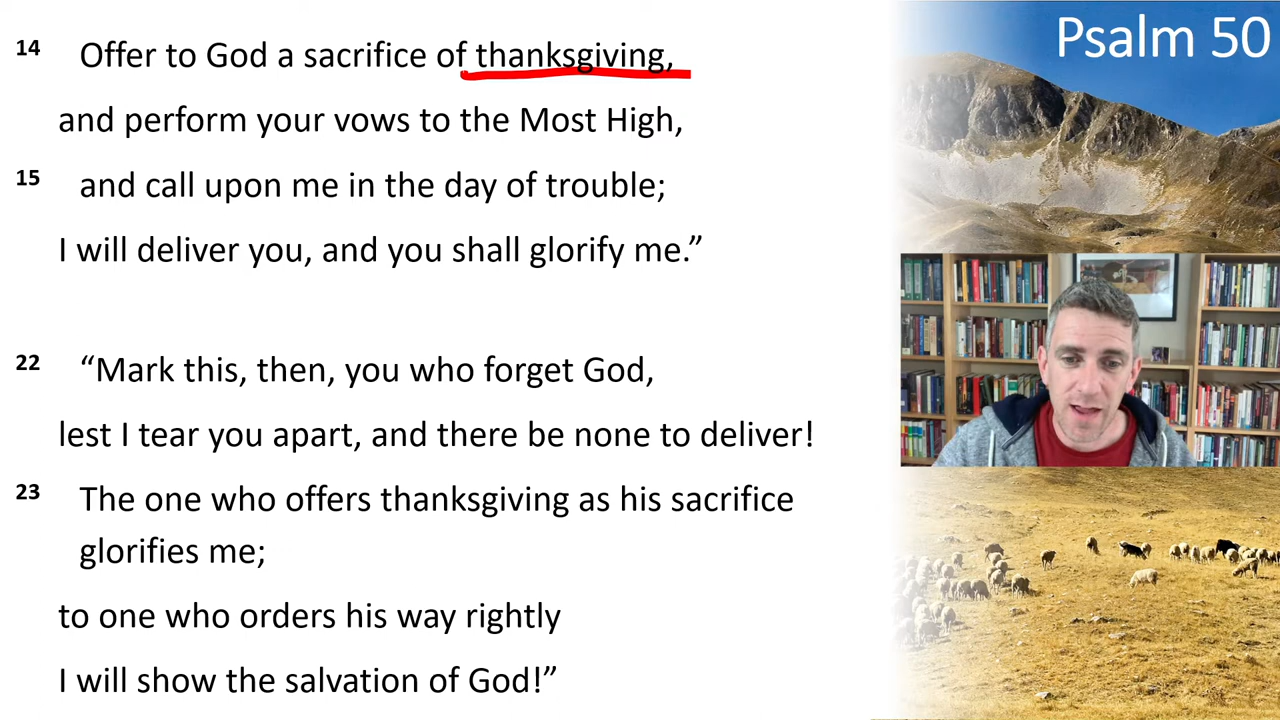 Psalm 50
14 Offer to God a sacrifice of thanksgiving,
and perform your vows to the Most High,
15 and call upon me in the day of trouble;
I will deliver you, and you shall glorify me.”
22 “Mark this, then, you who forget God,
lest I tear you apart, and there be none to deliver!
23 The one who offers thanksgiving as his sacrifice
glorifies me;
to one who orders his way rightly
I will show the salvation of God!”